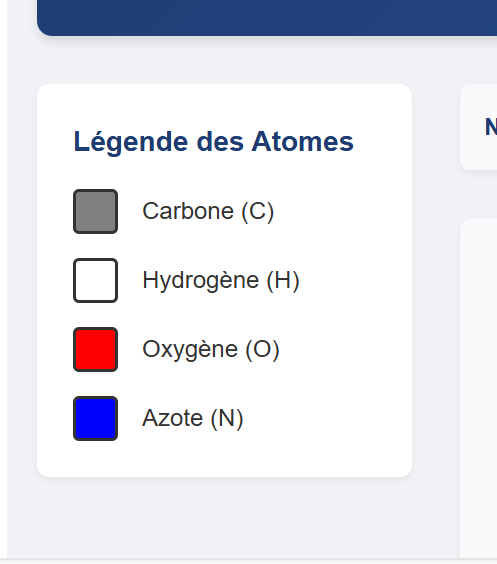 Légende des Atomes
Carbone (C)
Hydrogène (H)
Oxygène (O)
Azote (N)